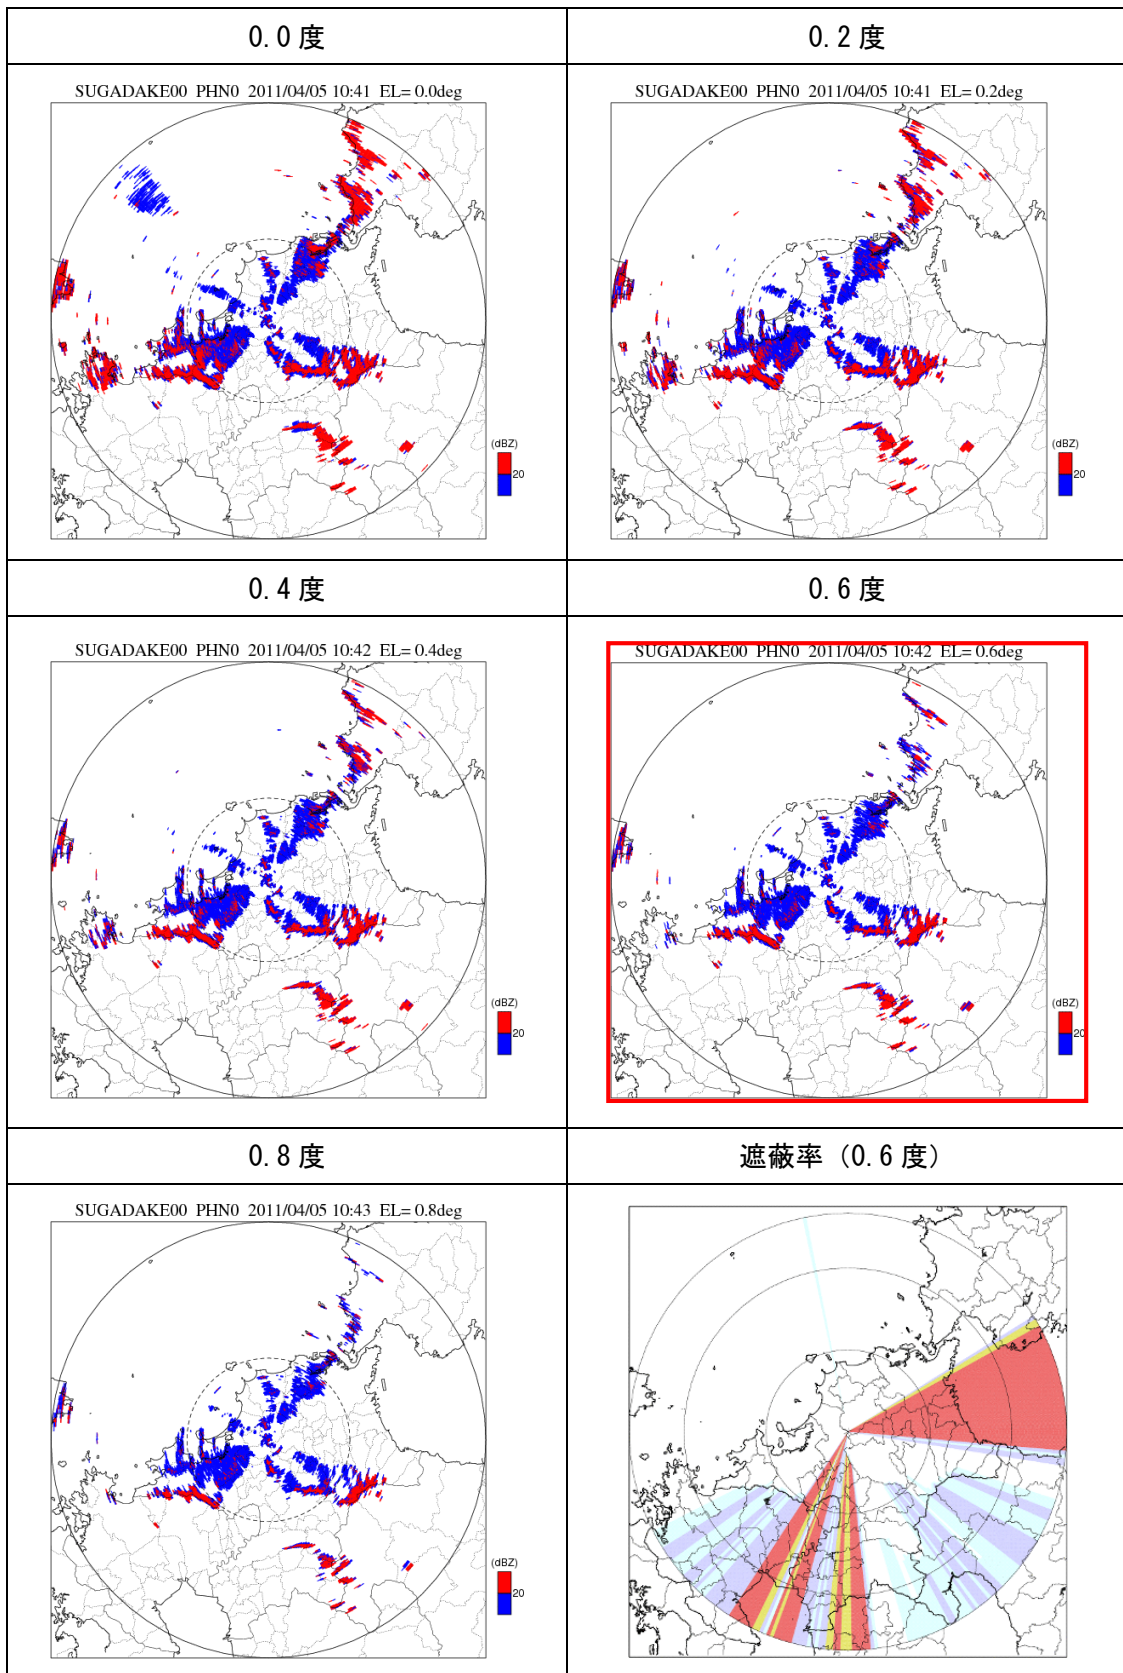 0.0度
0.2度
SUGADAKE00 PHN0 2011/04/05 10:41 EL= 0.0deg
(dBZ)
20
SUGADAKE00 PHN0 2011/04/05 10:41 EL= 0.2deg
(dBZ)
20
0.4度
0.6度
SUGADAKE00 PHN0 2011/04/05 10:42 EL= 0.4deg
(dBZ)
20
SUGADAKE00 PHN0 2011/04/05 10:42 EL= 0.6deg
(dBZ)
20
0.8度
遮蔽率（0.6度）
SUGADAKE00 PHN0 2011/04/05 10:43 EL= 0.8deg
(dBZ)
20